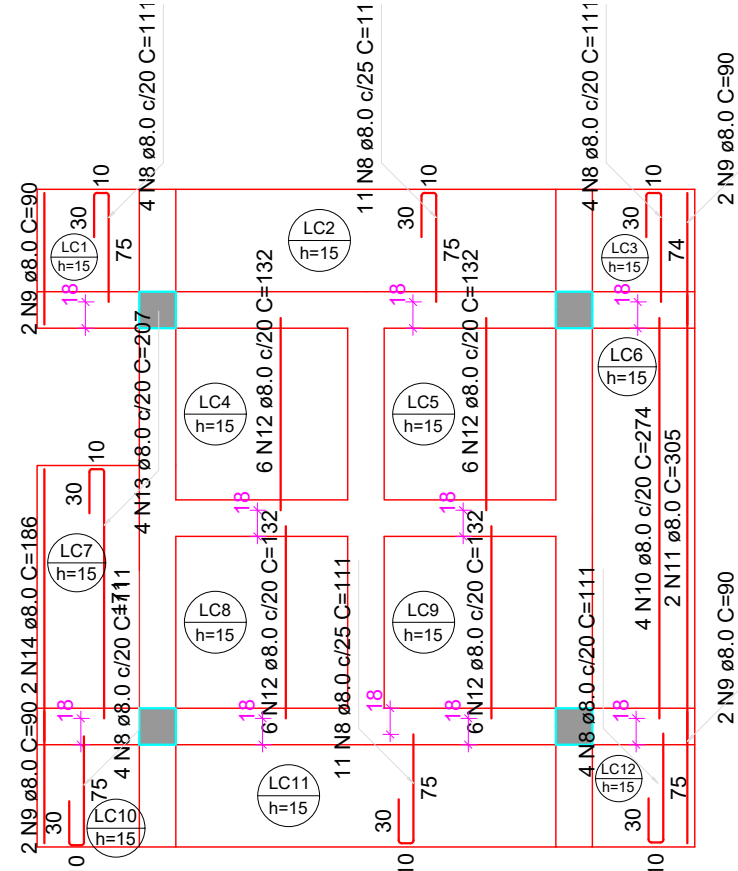 4 N8 ø8.0 c/20 C=111
11 N8 ø8.0 c/25 C=11
4 N8 ø8.0 c/20 C=111
2 N9 ø8.0 C=90
2 N9 ø8.0 C=90
10
30
75
LC1
h=15
18
LC2
h=15
10
30
75
18
10
30
74
LC3
h=15
18
6 N12 ø8.0 c/20 C=132
6 N12 ø8.0 c/20 C=132
4 N13 ø8.0 c/20 C=207
LC4
h=15
LC5
h=15
LC6
h=15
4 N10 ø8.0 c/20 C=274
2 N11 ø8.0 C=305
10
30
LC7
h=15
18
18
2 N14 ø8.0 C=186
LC8
h=15
6 N12 ø8.0 c/20 C=132
LC9
h=15
6 N12 ø8.0 c/20 C=132
2 N9 ø8.0 C=90
4 N8 ø8.0 c/20 C=111
18
18
18
18
18
11 N8 ø8.0 c/25 C=111
4 N8 ø8.0 c/20 C=111
2 N9 ø8.0 C=90
75
30
LC10
h=15
0
LC11
h=15
75
30
10
LC12
h=15
75
30
10